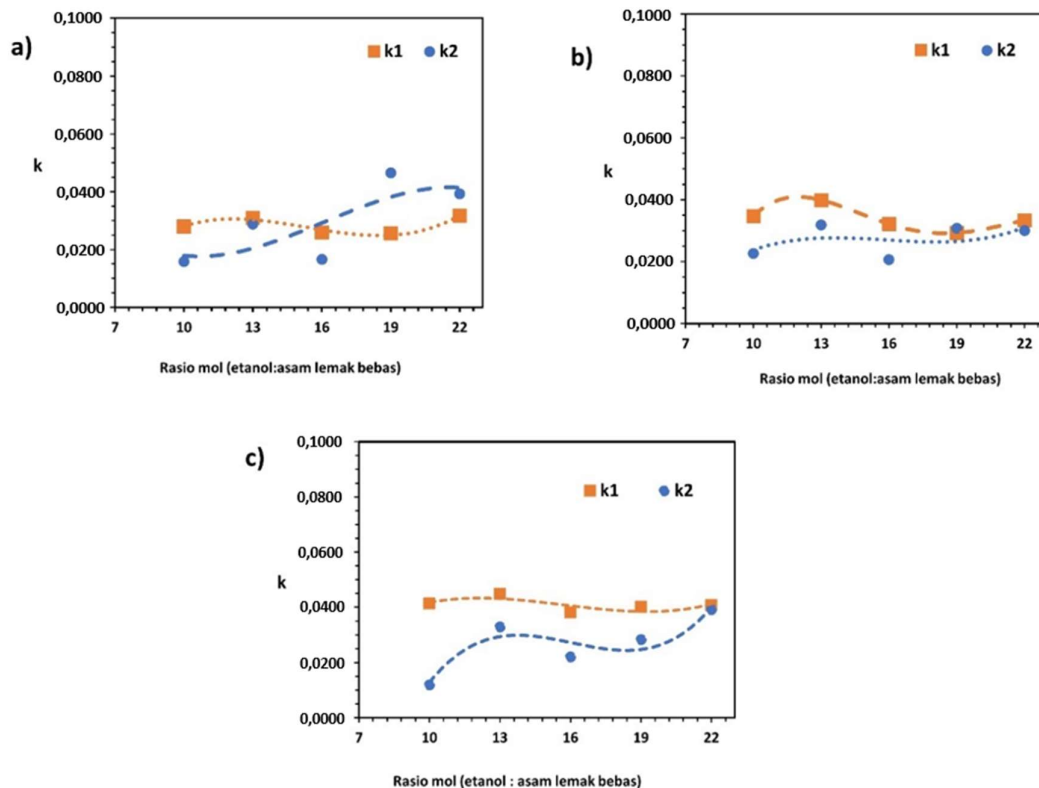 a)
k1 k2
0,1000
0,0800
0,0600
k
0,0400
0,0200
0,0000
7 10 13 16 19 22
Rasio mol (etanol:asam lemak bebas)
b)
k1 k2
0,1000
0,0800
0,0600
k
0,0400
0,0200
0,0000
7 10 13 16 19 22
Rasio mol (etanol:asam lemak bebas)
c)
k1 k2
0,1000
0,0800
0,0600
k
0,0400
0,0200
0,0000
7 10 13 16 19 22
Rasio mol (etanol : asam lemak bebas)